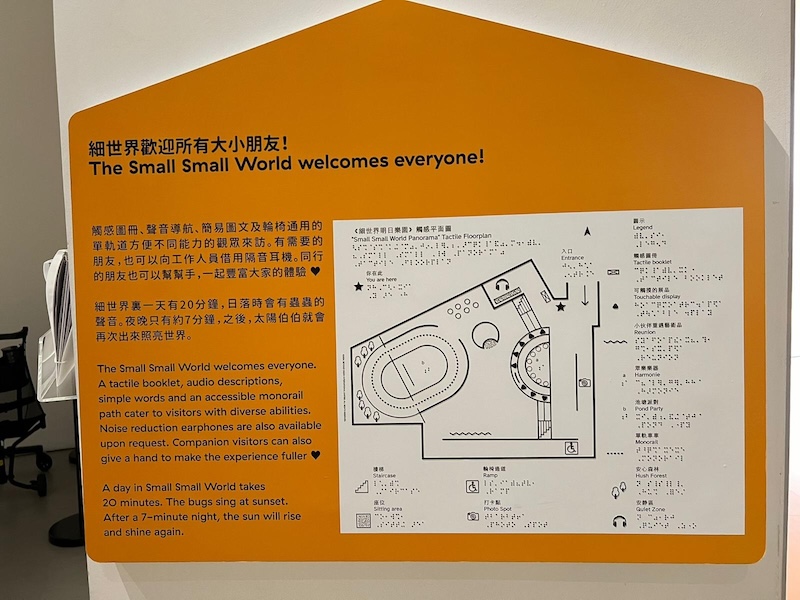 細世界歡迎所有大小朋友!
The Small Small World welcomes everyone!
觸感圖冊、聲音導航、簡易圖文及輪椅通用的
單軌道方便不同能力的觀眾來訪。有需要的
朋友，也可以向工作人員借用隔音耳機。同行
的朋友也可以幫幫手，一起豐富大家的體驗 ♥
細世界裏一天有20分鐘，日落時會有蟲蟲的
聲音。夜晚只有約7分鐘，之後，太陽伯伯就會
再次出來照亮世界。
The Small Small World welcomes everyone.
A tactile booklet, audio descriptions,
simple words and an accessible monorail
path cater to visitors with diverse abilities.
Noise reduction earphones are also available
upon request. Companion visitors can also
give a hand to make the experience fuller ♥
A day in Small Small World takes
20 minutes. The bugs sing at sunset.
After a 7-minute night, the sun will rise
and shine again.
《細世界明日樂園》觸感平面圖
"Small Small World Panorama" Tactile Floorplan
你在此
You are here
入口
Entrance
圖示
Legend
觸感圖冊
Tactile booklet
可觸摸的展品
Touchable display
小伙伴重遇藝術品
Reunion
a
眾樂樂器
Harmonie
b
池塘派對
Pond Party
單軌車車
Monorail
安心森林
Hush Forest
安靜區
Quiet Zone
樓梯
Staircase
輪椅通道
Ramp
座位
Sitting area
打卡點
Photo Spot